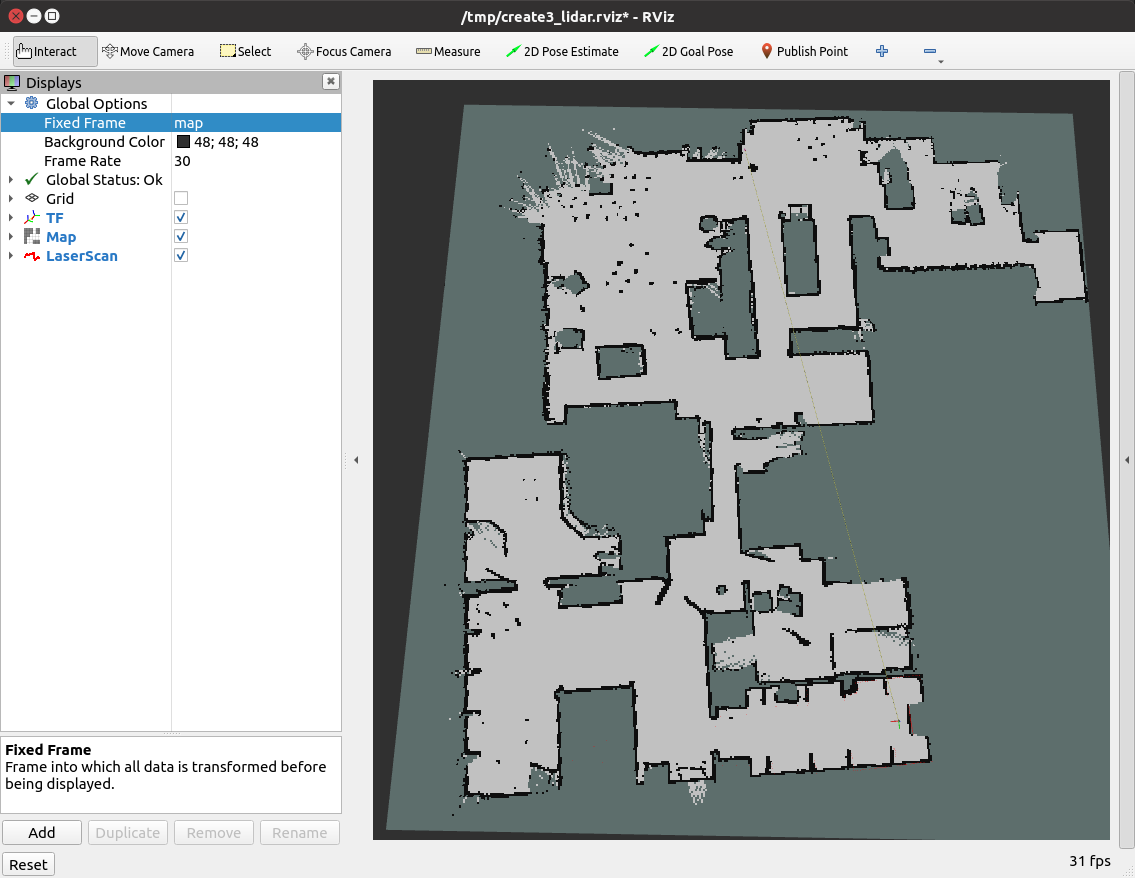 /tmp/create3_lidar.rviz* - RViz
Interact Move Camera Select Focus Camera Measure 2D Pose Estimate 2D Goal Pose Publish Point
Displays
Global Options
Fixed Frame map
Background Color 48; 48; 48
Frame Rate 30
Global Status: Ok
Grid
TF
Map
LaserScan
Fixed Frame
Frame into which all data is transformed before
being displayed.
Add Duplicate Remove Rename
Reset
31 fps